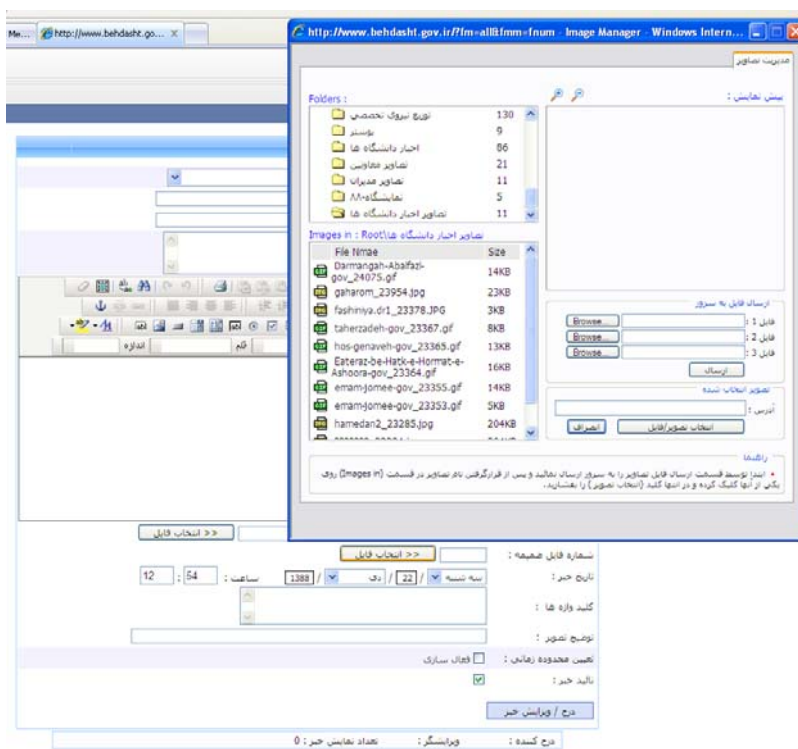 Me...
http://www.behdasht.go...
http://www.behdasht.gov.ir/?fm=all&fmm=fnum - Image Manager - Windows Intern...
مدیریت تصاویر
Folders :
پیش نمایش :
توزیع نیروی تخصصی 130
پوستر 9
اخبار دانشگاه ها 86
تصاویر معاونین 21
تصاویر مدیران 11
نمایشگاه-۸۸ 5
تصاویر اخبار دانشگاه ها 11
Images in : Root\تصاویر اخبار دانشگاه ها
File Nmae Size
Darmangah-Abalfazl-gov_24075.gif 14KB
gaharom_23954.jpg 23KB
fashiniya.dr1_23378.JPG 3KB
taherzadeh-gov_23367.gif 8KB
hos-genaveh-gov_23365.gif 13KB
Eateraz-be-Hatk-e-Hormat-e-Ashoora-gov_23364.gif 16KB
emam-jomee-gov_23355.gif 14KB
emam-jomee-gov_23353.gif 5KB
hamedan2_23285.jpg 204KB
ارسال فایل به سرور
فایل 1 : Browse...
فایل 2 : Browse...
فایل 3 : Browse...
ارسال
تصویر انتخاب شده
آدرس :
انتخاب تصویر/فایل
انصراف
راهنما
ابتدا توسط قسمت ارسال فایل تصاویر را به سرور ارسال نمائید و پس از قرارگرفتن نام تصاویر در قسمت (Images in) روی
یکی از آنها کلیک کرده و در انتها کلید {انتخاب تصویر} را بفشارید.
قلم
اندازه
<< انتخاب فایل
شماره فایل ضمیمه :
<< انتخاب فایل
تاریخ خبر : سه شنبه / 22 / دی / 1388 ساعت : 54 : 12
کلید واژه ها :
توضیح تصویر :
تعیین محدوده زمانی : فعال سازی
تائید خبر :
درج / ویرایش خبر
درج کننده : ویرایشگر : تعداد نمایش خبر : 0